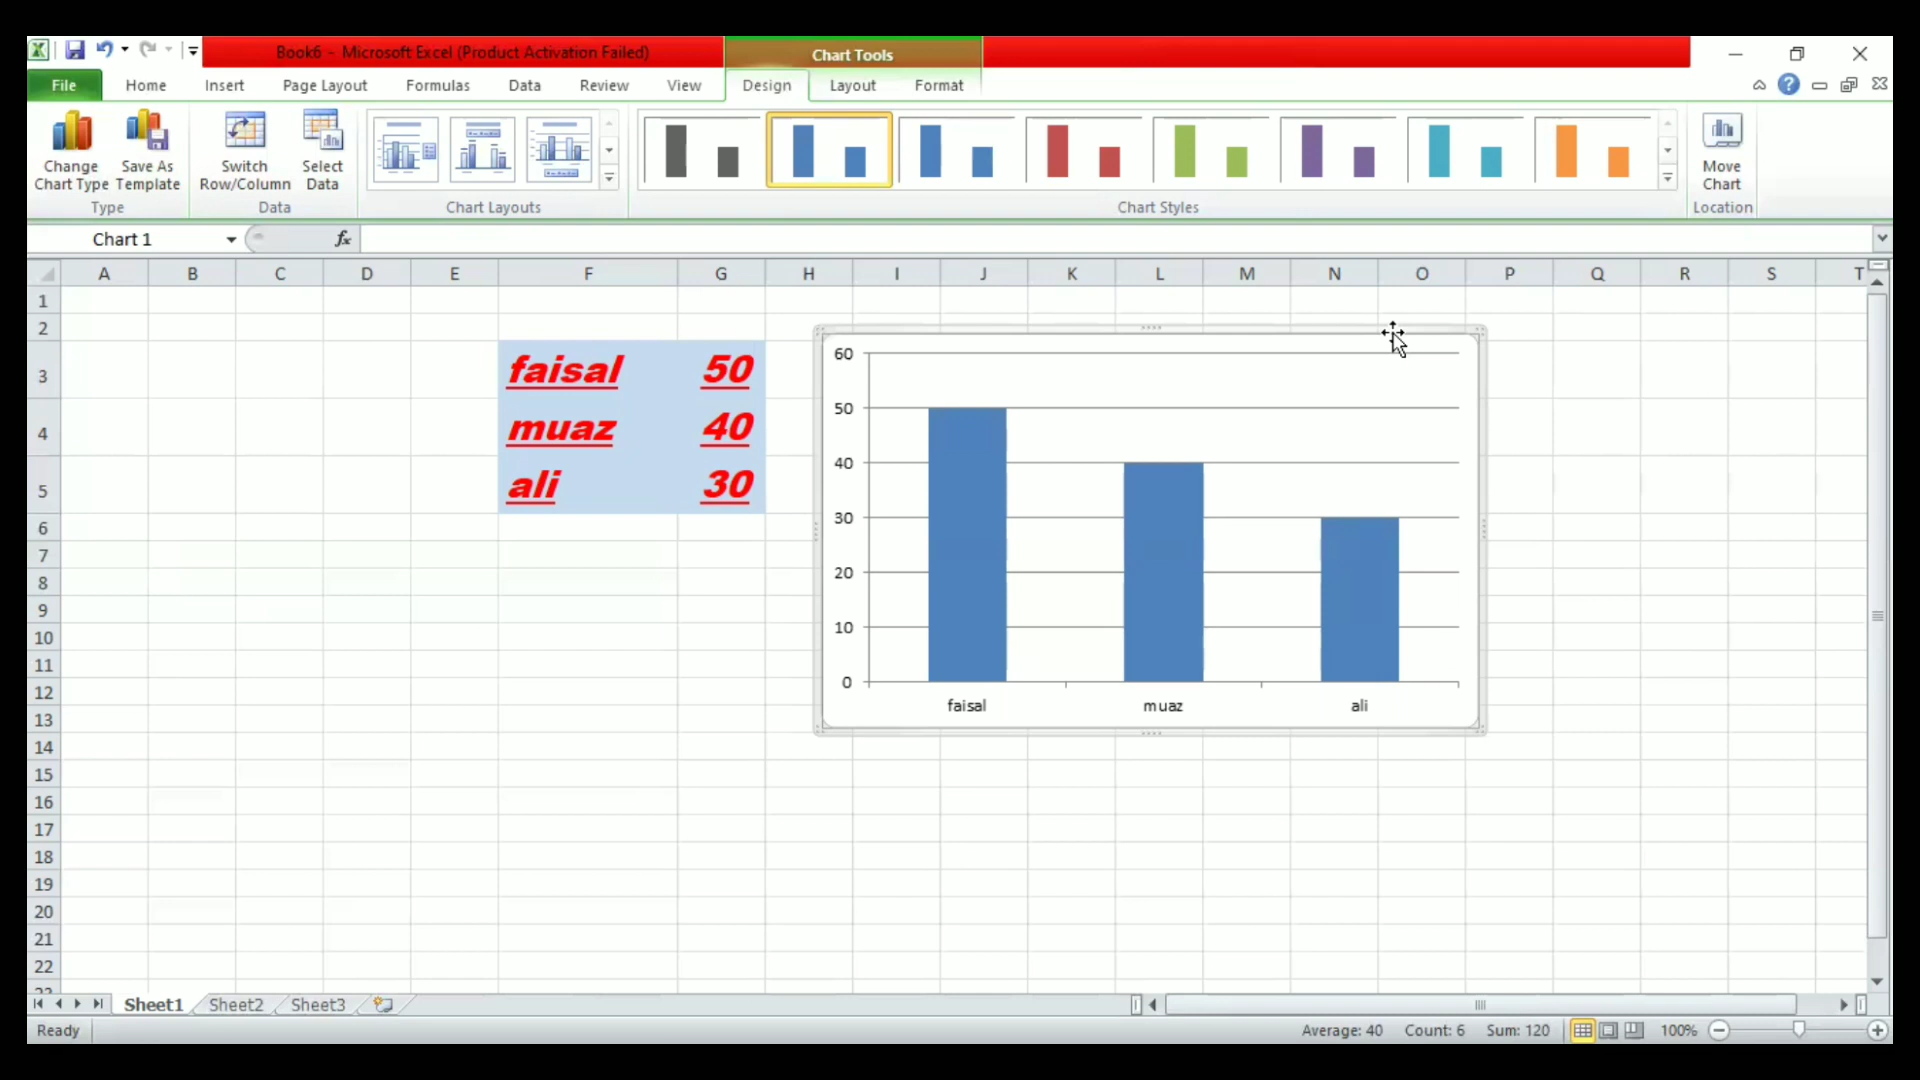 Book6 - Microsoft Excel (Product Activation Failed)
Chart Tools
File Home Insert Page Layout Formulas Data Review View Design Layout Format
Change Chart Type
Save As Template
Switch Row/Column
Select Data
Move Chart
Type
Data
Chart Layouts
Chart Styles
Location
Chart 1
fx
A B C D E F G H I J K L M N O P Q R S T
1
2
3 faisal 50
4 muaz 40
5 ali 30
6
7
8
9
10
11
12
13
14
15
16
17
18
19
20
21
22
60
50
40
30
20
10
0
faisal muaz ali
Sheet1 Sheet2 Sheet3
Ready
Average: 40 Count: 6 Sum: 120 100%